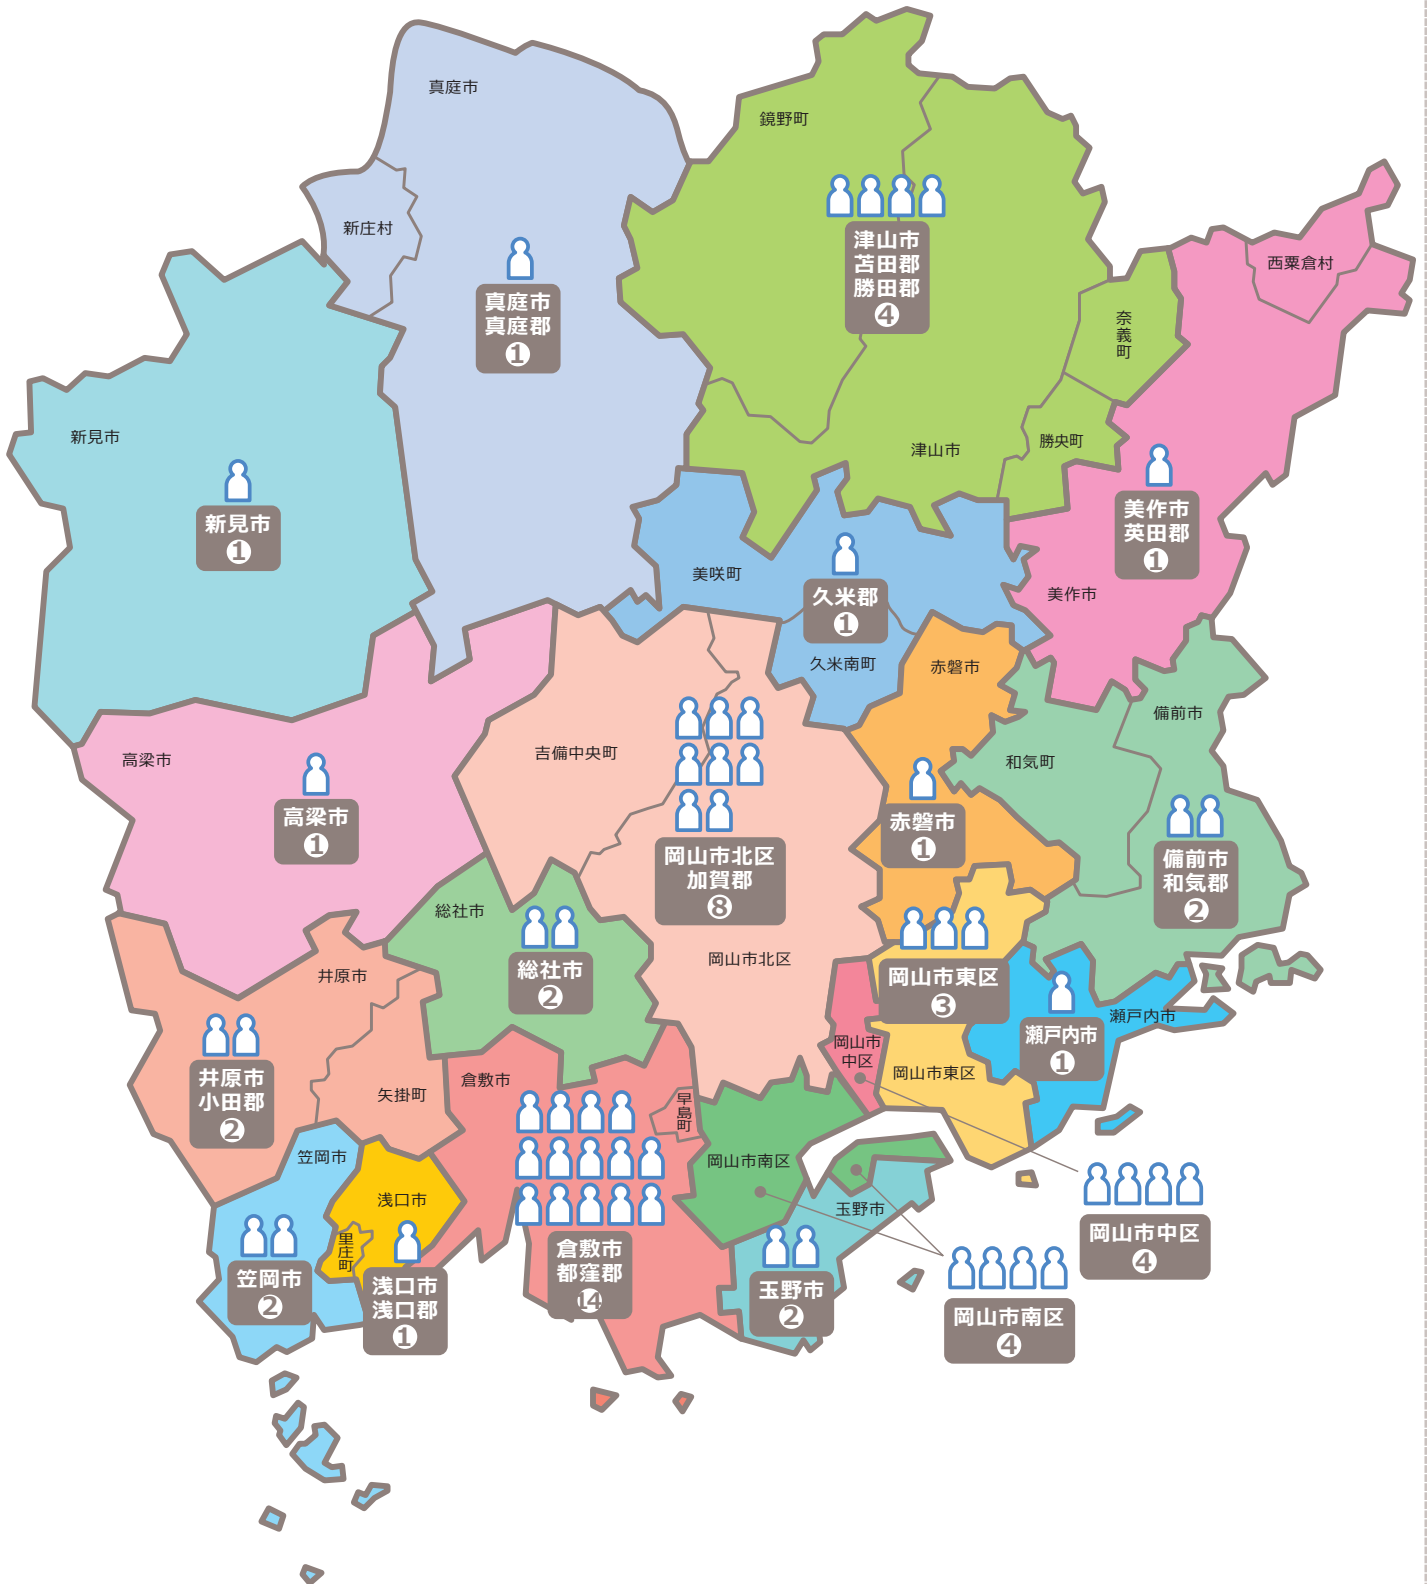 真庭市
鏡野町
新庄村
津山市
苫田郡
勝田郡
4
西粟倉村
真庭市
真庭郡
1
奈
義
町
新見市
新見市
1
津山市
勝央町
美作市
英田郡
1
美作市
美咲町
久米郡
1
久米南町
赤磐市
備前市
高梁市
高梁市
1
吉備中央町
和気町
赤磐市
1
岡山市北区
加賀郡
8
備前市
和気郡
2
総社市
総社市
2
岡山市北区
井原市
岡山市東区
3
瀬戸内市
瀬戸内市
1
岡山市
中区
岡山市東区
井原市
小田郡
2
矢掛町
倉敷市
早
島
町
笠岡市
岡山市南区
浅口市
玉野市
里
庄
町
岡山市中区
4
倉敷市
都窪郡
14
笠岡市
2
浅口市
浅口郡
1
玉野市
2
岡山市南区
4